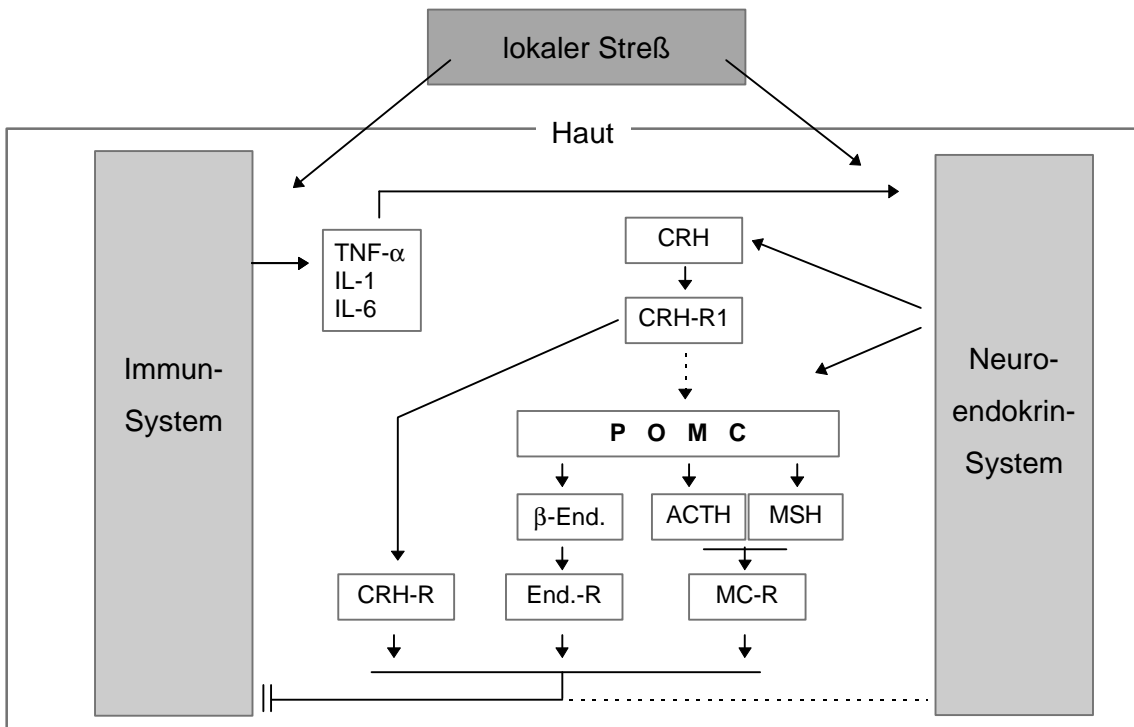 lokaler Streß
Haut
Immun-
System
TNF-α
IL-1
IL-6
CRH
CRH-R1
P O M C
β-End.
ACTH
MSH
CRH-R
End.-R
MC-R
Neuro-
endokrin-
System